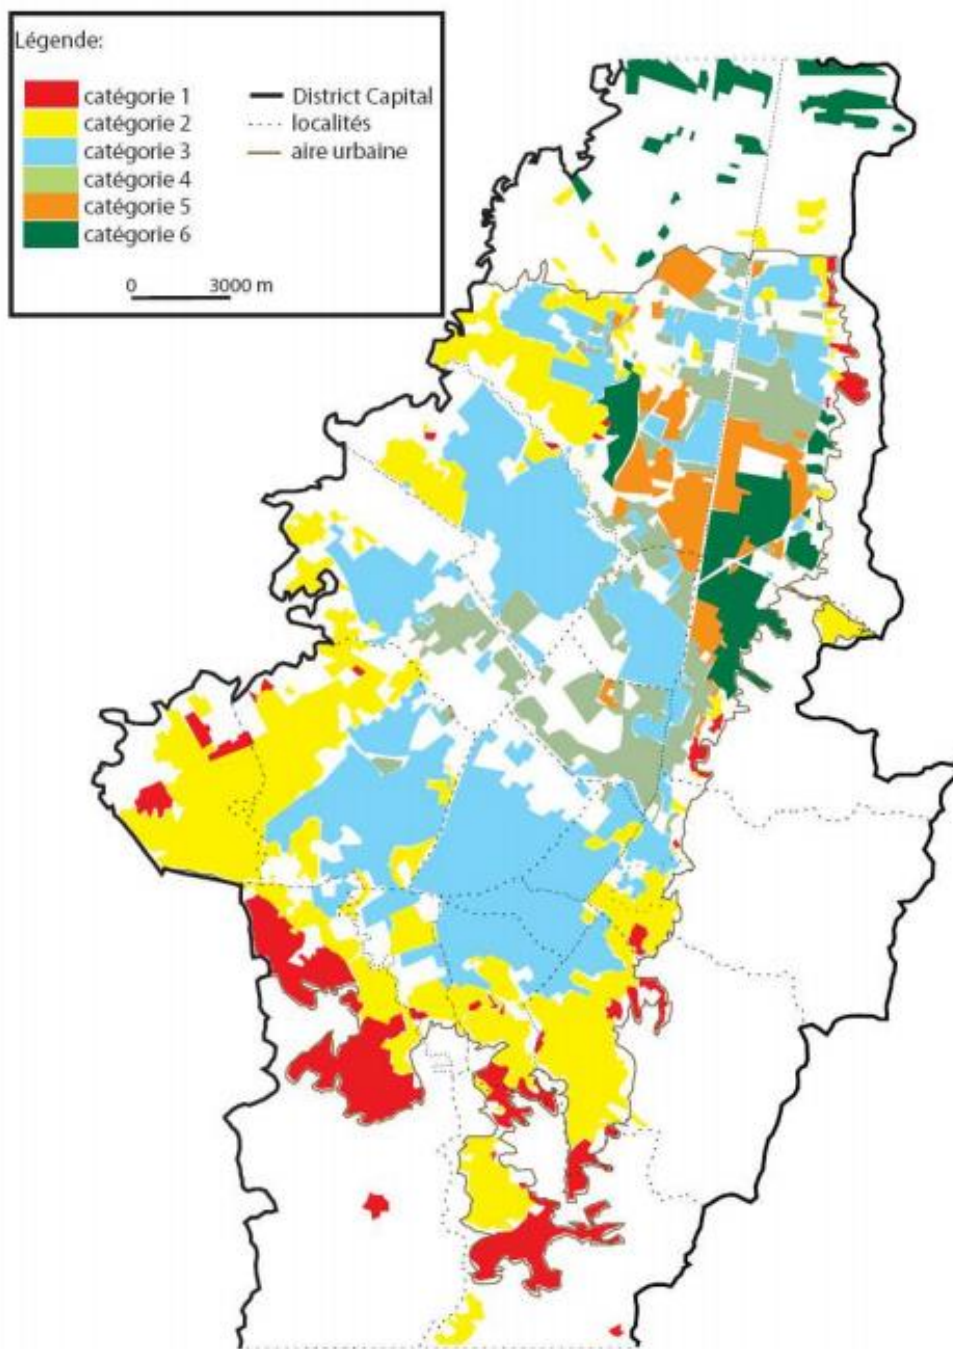 Légende:
catégorie 1
catégorie 2
catégorie 3
catégorie 4
catégorie 5
catégorie 6
District Capital
localités
aire urbaine
0 3000 m